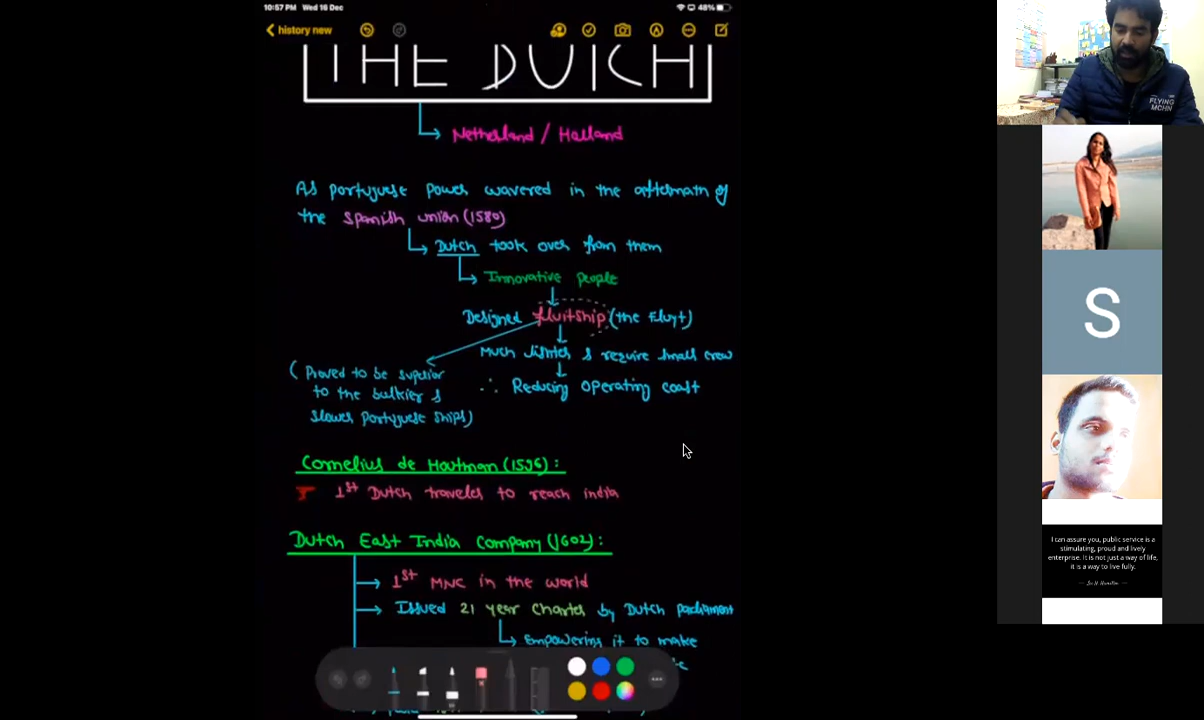 10:57 PM Wed 16 Dec
48%
history new
THE DUTCH
Netherland / Holland
As portuguese power wavered in the aftermath of
the Spanish union (1580)
Dutch took over from them
Innovative people
Designed fluitship (the Fluyt)
Much lighter & require small crew
∴ Reducing operating coast
(Proved to be superior
to the bulkier &
slower Portyguese ships)
Cornelius de Houtman (1596):
1st Dutch traveler to reach india
Dutch East India Company (1602):
1st MNC in the world
Issued 21 year charter by Dutch parliament
Empowering it to make
FLYING
MCHN
S
I can assure you, public service is a
stimulating, proud and lively
enterprise. It is not just a way of life,
it is a way to live fully.